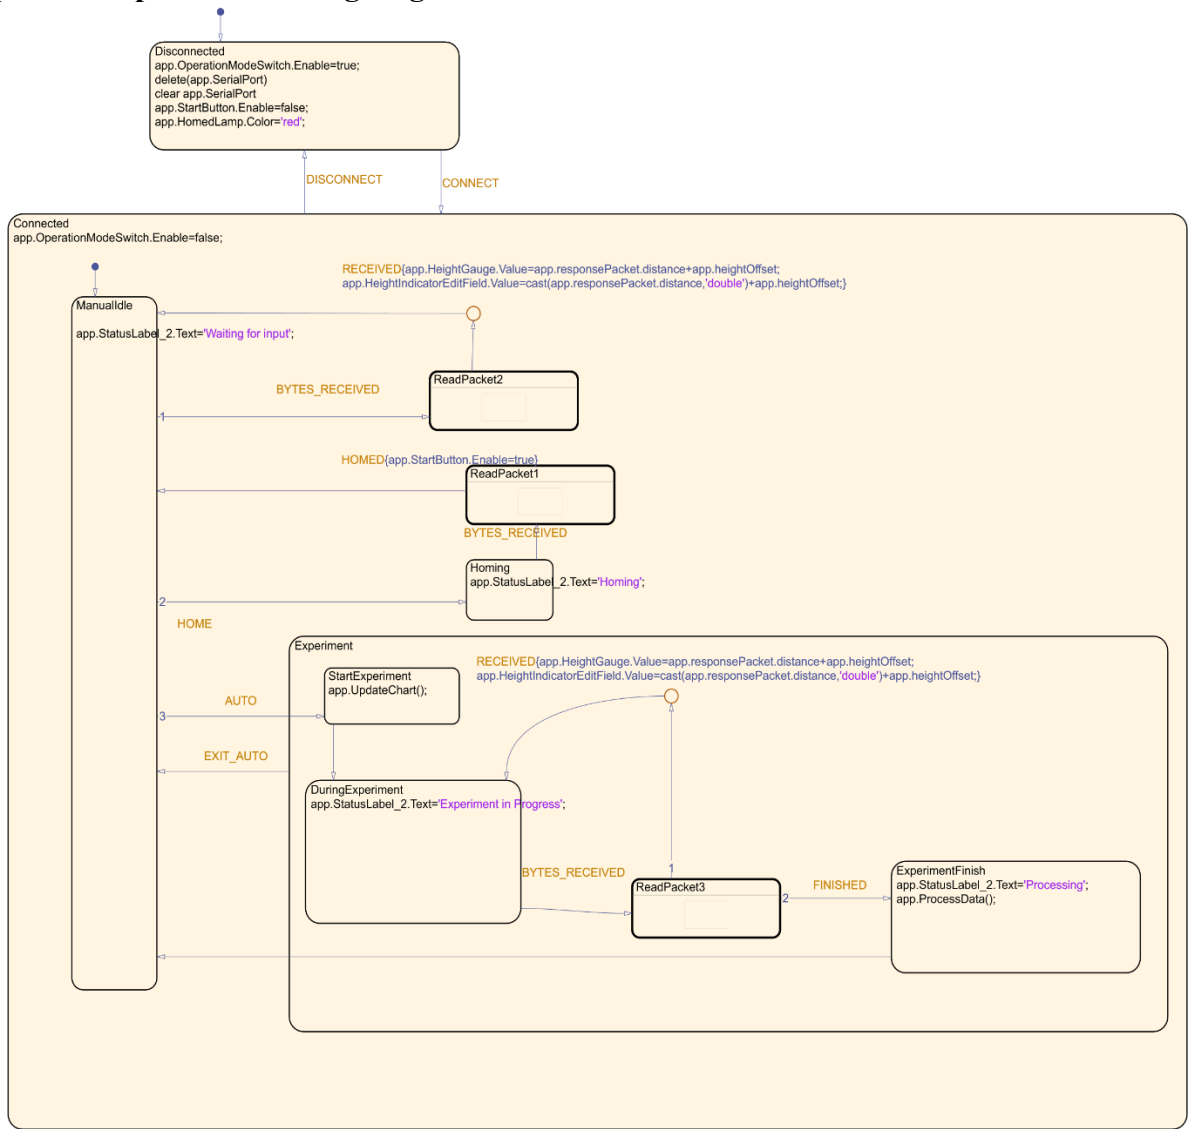 Disconnected
app.OperationModeSwitch.Enable=true;
delete(app.SerialPort)
clear app.SerialPort
app.StartButton.Enable=false;
app.HomedLamp.Color='red';
DISCONNECT
CONNECT
Connected
app.OperationModeSwitch.Enable=false;
RECEIVED{app.HeightGauge.Value=app.responsePacket.distance+app.heightOffset;
app.HeightIndicatorEditField.Value=cast(app.responsePacket.distance,'double')+app.heightOffset;}
ManualIdle
app.StatusLabel_2.Text='Waiting for input';
ReadPacket2
BYTES_RECEIVED
1
HOMED{app.StartButton.Enable=true}
ReadPacket1
BYTES_RECEIVED
Homing
app.StatusLabel_2.Text='Homing';
2
HOME
Experiment
RECEIVED{app.HeightGauge.Value=app.responsePacket.distance+app.heightOffset;
app.HeightIndicatorEditField.Value=cast(app.responsePacket.distance,'double')+app.heightOffset;}
StartExperiment
app.UpdateChart();
AUTO
3
EXIT_AUTO
DuringExperiment
app.StatusLabel_2.Text='Experiment in Progress';
BYTES_RECEIVED
1
ReadPacket3
2
FINISHED
ExperimentFinish
app.StatusLabel_2.Text='Processing';
app.ProcessData();